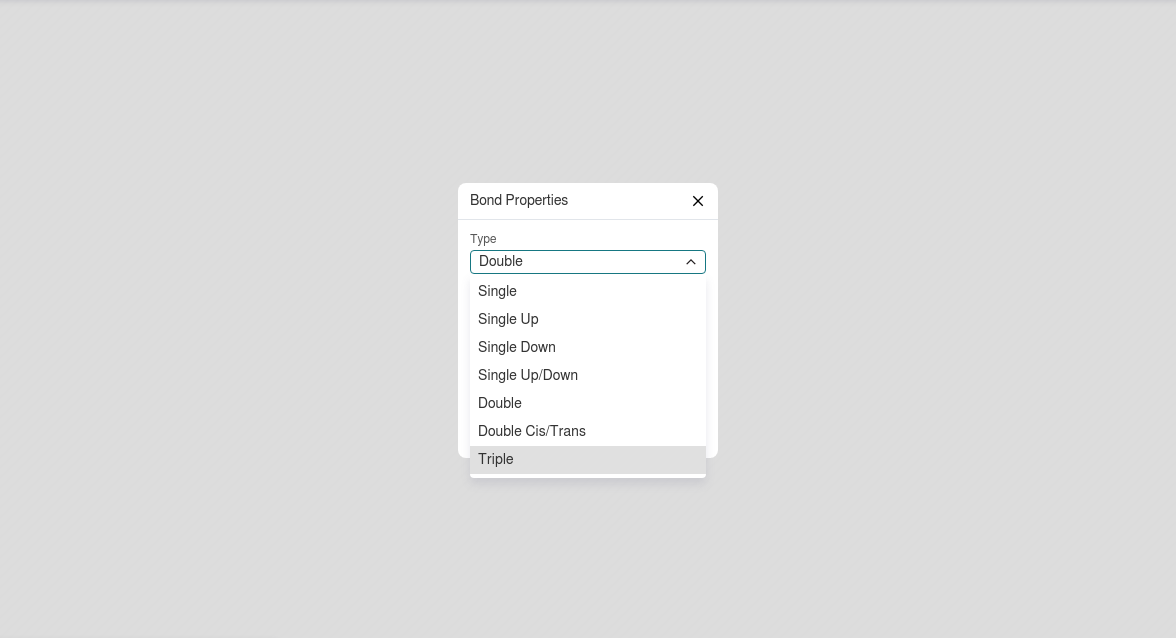 Bond Properties
Type
Double
Single
Single Up
Single Down
Single Up/Down
Double
Double Cis/Trans
Triple